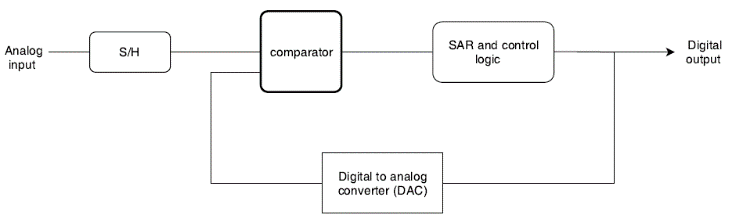 Analog
input
S/H
comparator
SAR and control
logic
Digital
output
Digital to analog
converter (DAC)